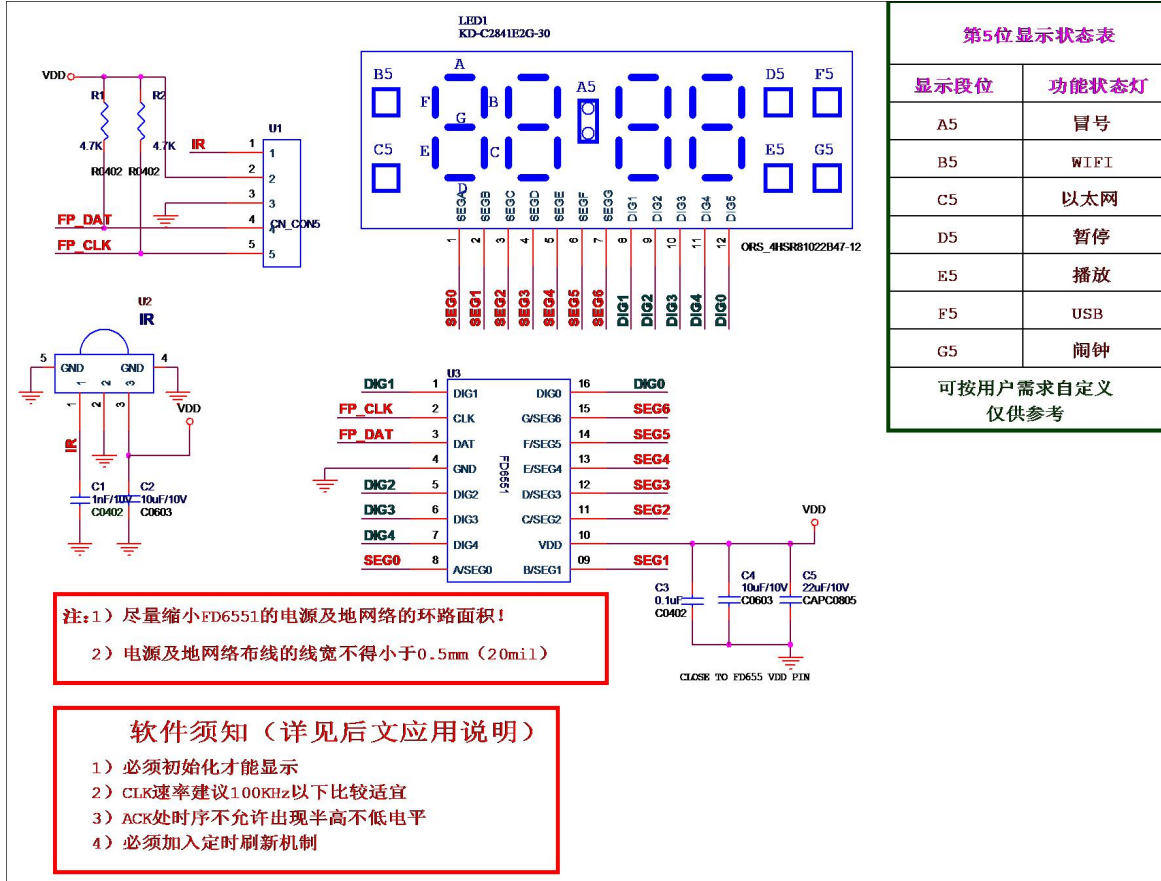 LED1
KD-C2841E2G-30
B5
A
F
B
G
E
C
D
C5
A5
D5
F5
E5
G5
SEGA
SEGB
SEGC
SEGD
SEGE
SEGF
SEGG
DIG1
DIG2
DIG3
DIG4
DIG5
1
2
3
4
5
6
7
8
9
10
11
12
ORS_4HSR81022B47-12
SEG0
SEG1
SEG2
SEG3
SEG4
SEG5
SEG6
DIG1
DIG2
DIG3
DIG4
DIG0
VDD
R1
R2
4.7K
4.7K
R0402
R0402
IR
FP_DAT
FP_CLK
U1
1
2
3
4
5
1
2
3
4
5
CN_CON5
U2
IR
5
GND
GND
4
1
2
3
1
2
3
VDD
IR
C1
1nF/10V
C0402
C2
10uF/10V
C0603
U3
FD6551
DIG1 1 DIG1
FP_CLK 2 CLK
FP_DAT 3 DAT
4 GND
DIG2 5 DIG2
DIG3 6 DIG3
DIG4 7 DIG4
SEG0 8 A/SEG0
DIG0 16 DIG0
G/SEG6 15 SEG6
F/SEG5 14 SEG5
E/SEG4 13 SEG4
D/SEG3 12 SEG3
C/SEG2 11 SEG2
VDD 10
B/SEG1 09 SEG1
VDD
C3
0.1uF
C0402
C4
10uF/10V
C0603
C5
22uF/10V
CAPC0805
CLOSE TO FD655 VDD PIN
第5位显示状态表
显示段位 功能状态灯
A5 冒号
B5 WIFI
C5 以太网
D5 暂停
E5 播放
F5 USB
G5 闹钟
可按用户需求自定义
仅供参考
注:1）尽量缩小FD6551的电源及地网络的环路面积!
2）电源及地网络布线的线宽不得小于0.5mm（20mil）
软件须知（详见后文应用说明）
1）必须初始化才能显示
2）CLK速率建议100KHz以下比较适宜
3）ACK处时序不允许出现半高不低电平
4）必须加入定时刷新机制